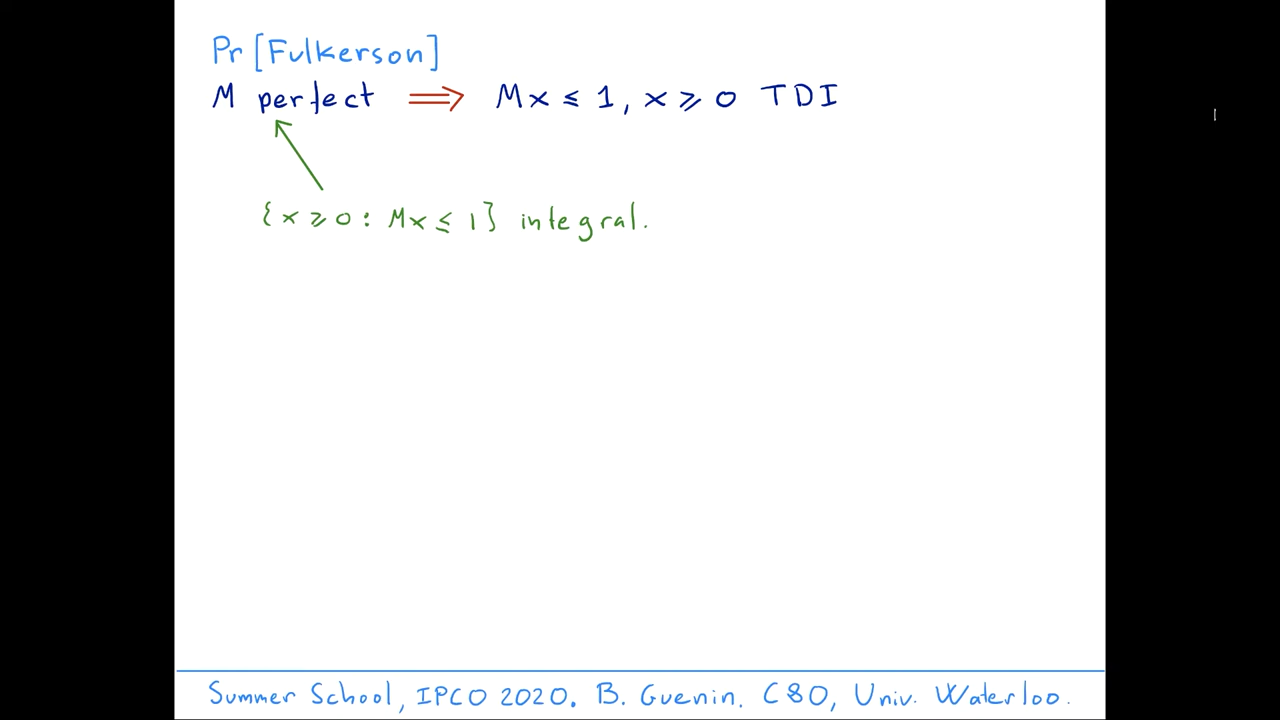 Pr [Fulkerson]
M perfect ⟹ Mx ≤ 1, x ≥ 0 TDI
{x ≥ 0 : Mx ≤ 1} integral.
Summer School, IPCO 2020. B. Guenin. C&O, Univ. Waterloo.